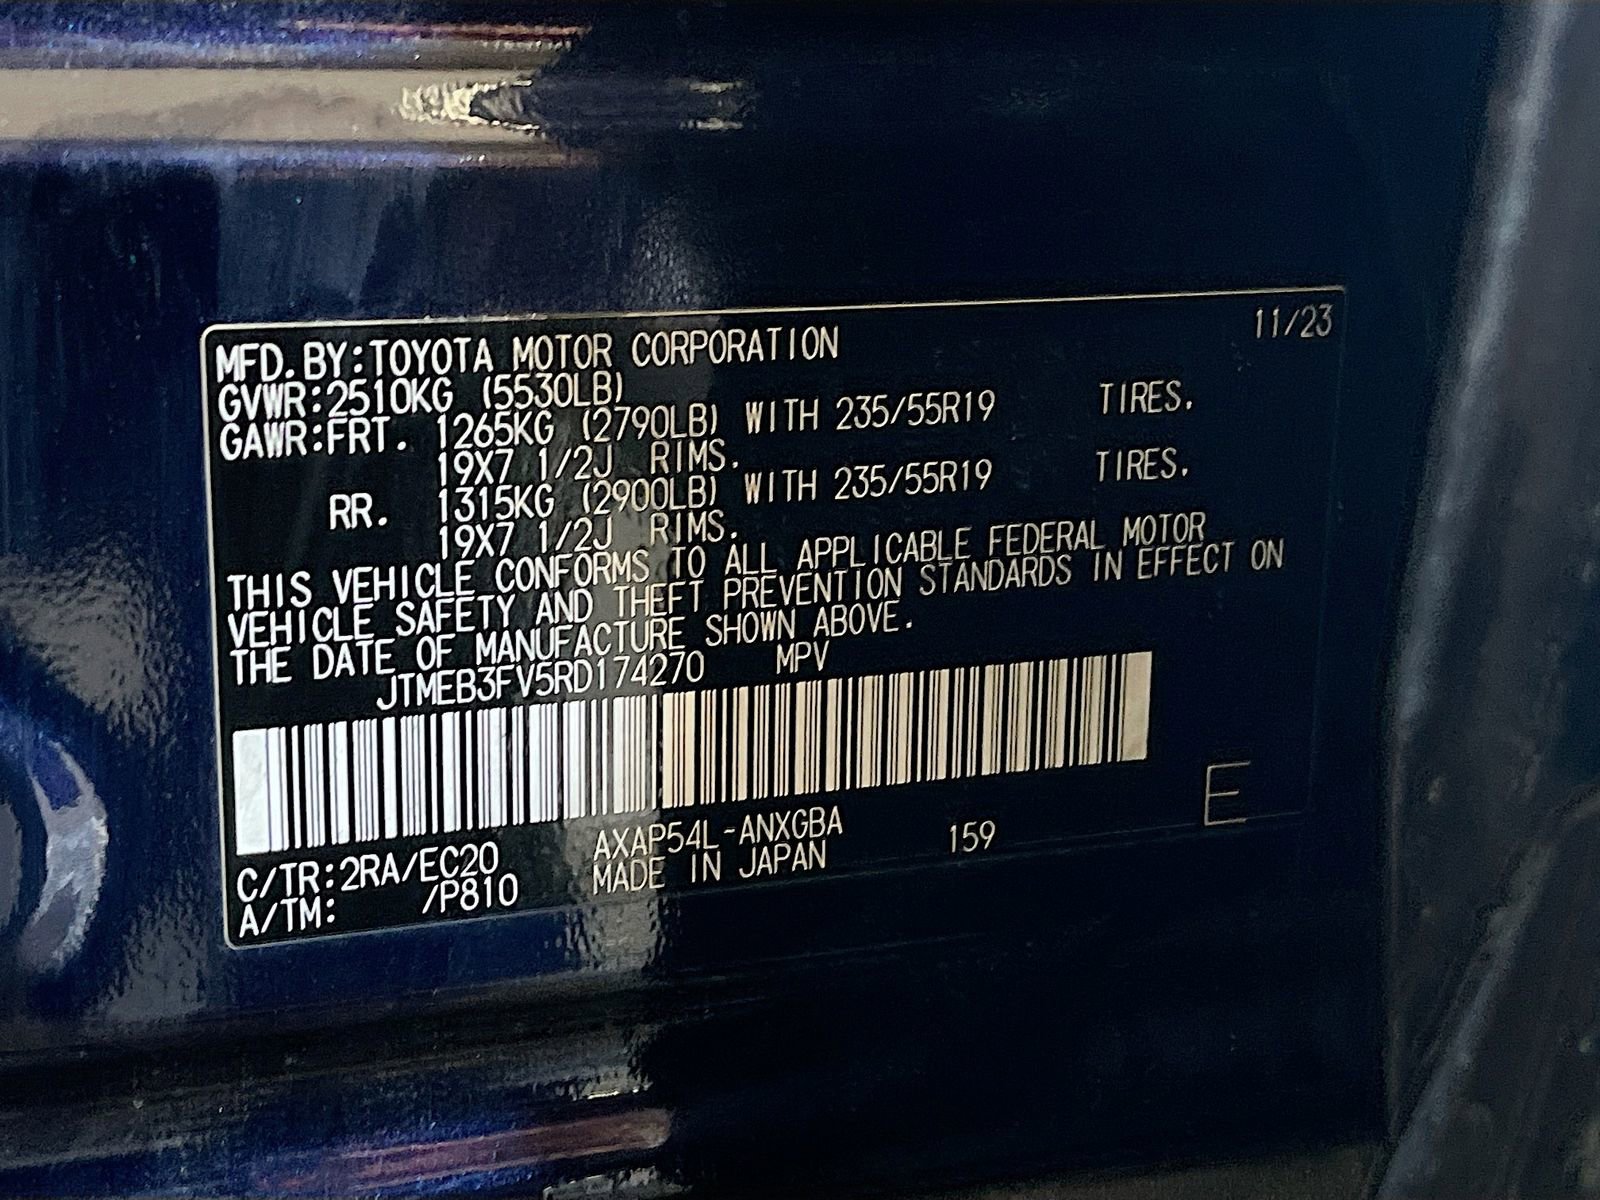 11/23
MFD.BY:TOYOTA MOTOR CORPORATION
GVWR:2510KG (5530LB)
GAWR:FRT. 1265KG (2790LB) WITH 235/55R19 TIRES.
19X7 1/2J RIMS.
RR. 1315KG (2900LB) WITH 235/55R19 TIRES.
19X7 1/2J RIMS.
THIS VEHICLE CONFORMS TO ALL APPLICABLE FEDERAL MOTOR
VEHICLE SAFETY AND THEFT PREVENTION STANDARDS IN EFFECT ON
THE DATE OF MANUFACTURE SHOWN ABOVE.
JTMEB3FV5RD174270 MPV
C/TR:2RA/EC20 AXAP54L-ANXGBA 159 E
A/TM: /P810 MADE IN JAPAN